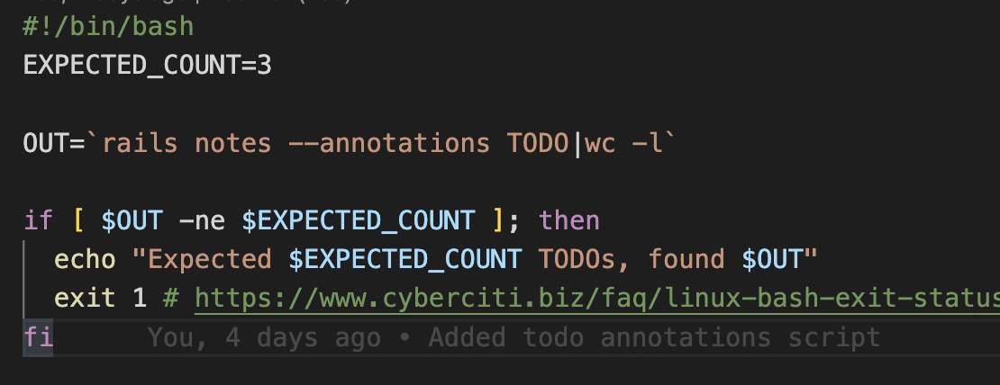 #!/bin/bash
EXPECTED_COUNT=3
OUT=`rails notes --annotations TODO|wc -l`
if [ $OUT -ne $EXPECTED_COUNT ]; then
echo "Expected $EXPECTED_COUNT TODOs, found $OUT"
exit 1 # https://www.cyberciti.biz/faq/linux-bash-exit-status
fi You, 4 days ago • Added todo annotations script